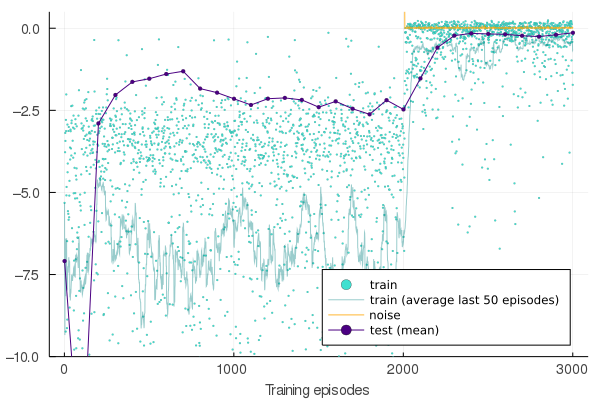 0.0
−2.5
−5.0
−7.5
−10.0
0
1000
2000
3000
Training episodes
train
train (average last 50 episodes)
noise
test (mean)